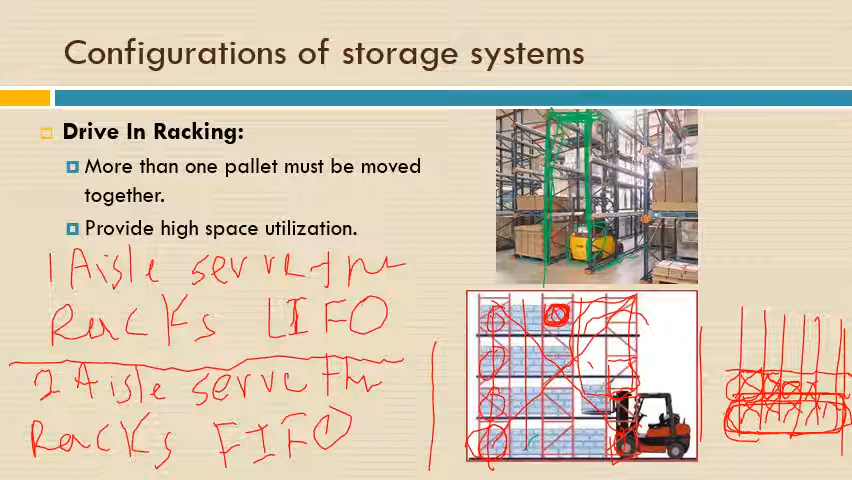 Configurations of storage systems
Drive In Racking:
More than one pallet must be moved
together.
Provide high space utilization.
1 Aisle serve the
Racks LIFO
2 Aisle serve the
Racks FIFO